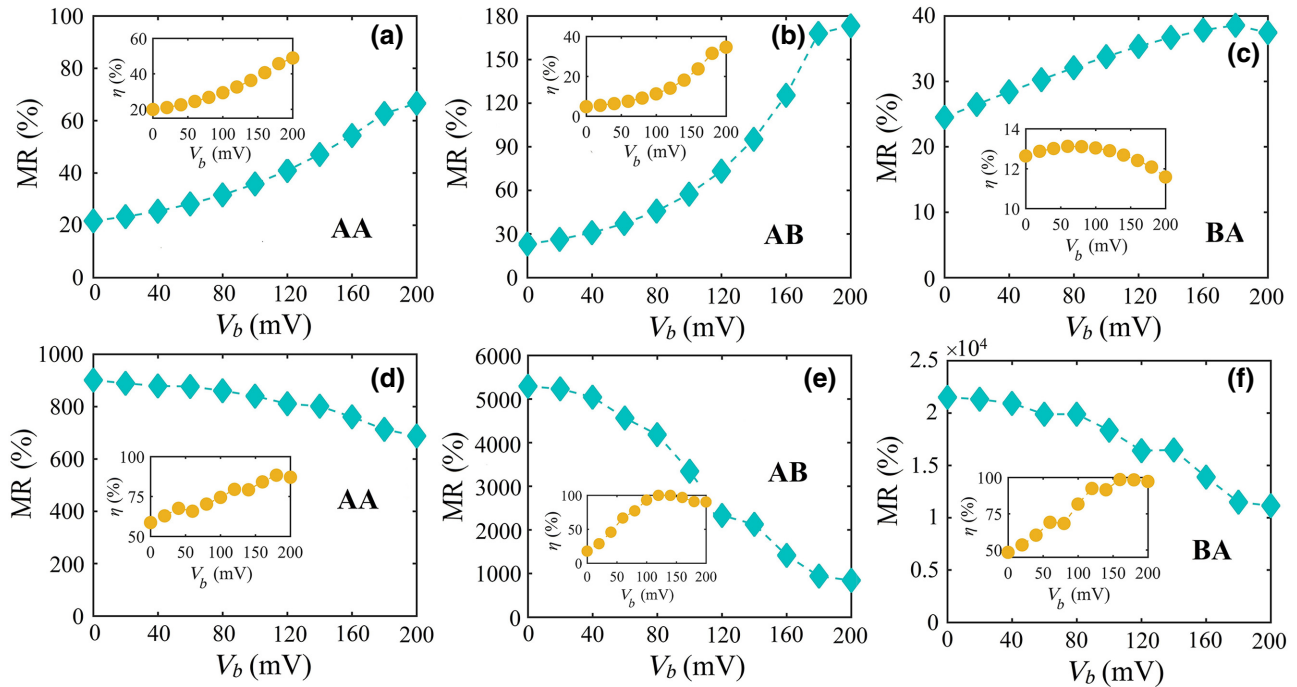 (a)
MR (%)
100
80
60
40
20
0
0 40 80 120 160 200
V_b (mV)
AA
η (%)
60
40
20
0 50 100 150 200
V_b (mV)
(b)
MR (%)
180
150
120
90
60
30
0
0 40 80 120 160 200
V_b (mV)
AB
η (%)
40
20
0
0 50 100 150 200
V_b (mV)
(c)
MR (%)
40
30
20
10
0
0 40 80 120 160 200
V_b (mV)
BA
η (%)
14
12
10
0 50 100 150 200
V_b (mV)
(d)
MR (%)
1000
800
600
400
200
0
0 40 80 120 160 200
V_b (mV)
AA
η (%)
100
75
50
0 50 100 150 200
V_b (mV)
(e)
MR (%)
6000
5000
4000
3000
2000
1000
0
0 40 80 120 160 200
V_b (mV)
AB
η (%)
100
50
0
0 50 100 150 200
V_b (mV)
(f)
×10⁴
MR (%)
2.5
2
1.5
1
0.5
0
0 40 80 120 160 200
V_b (mV)
BA
η (%)
100
75
50
0 50 100 150 200
V_b (mV)